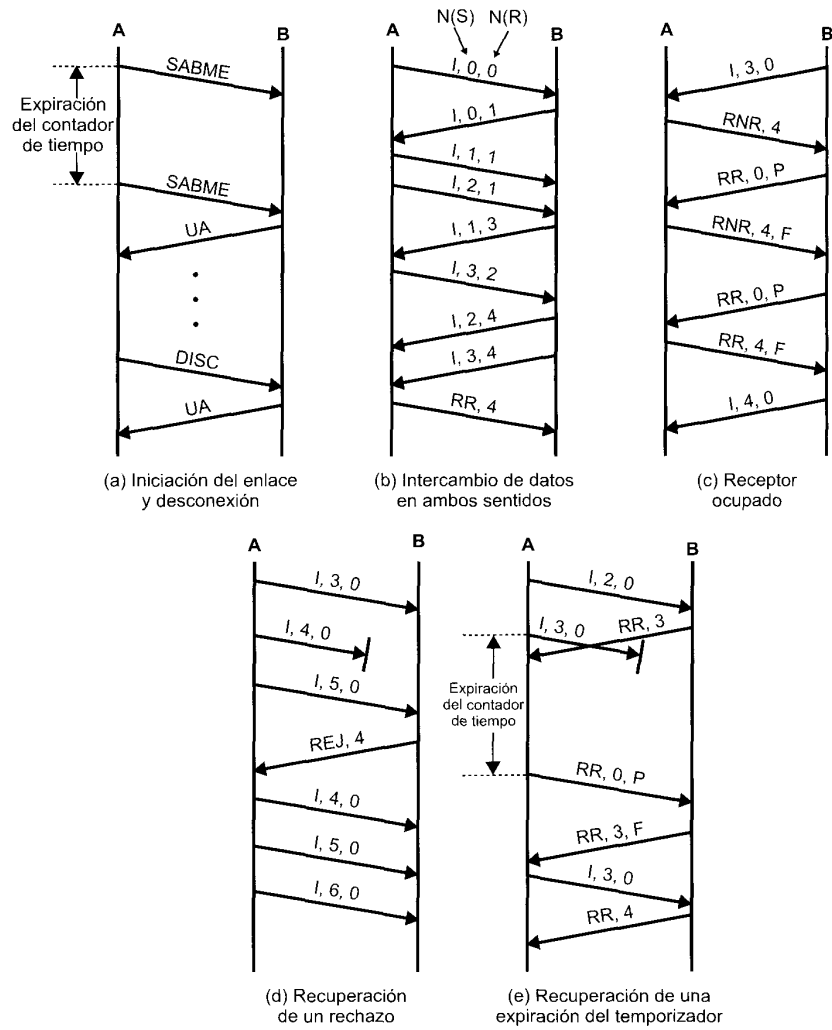 A
B
SABME
Expiración
del contador
de tiempo
SABME
UA
DISC
UA
(a) Iniciación del enlace
y desconexión
N(S) N(R)
A
B
I, 0, 0
I, 0, 1
I, 1, 1
I, 2, 1
I, 1, 3
I, 3, 2
I, 2, 4
I, 3, 4
RR, 4
(b) Intercambio de datos
en ambos sentidos
A
B
I, 3, 0
RNR, 4
RR, 0, P
RNR, 4, F
RR, 0, P
RR, 4, F
I, 4, 0
(c) Receptor
ocupado
A
B
I, 3, 0
I, 4, 0
I, 5, 0
REJ, 4
I, 4, 0
I, 5, 0
I, 6, 0
(d) Recuperación
de un rechazo
A
B
I, 2, 0
I, 3, 0
RR, 3
Expiración
del contador
de tiempo
RR, 0, P
RR, 3, F
I, 3, 0
RR, 4
(e) Recuperación de una
expiración del temporizador